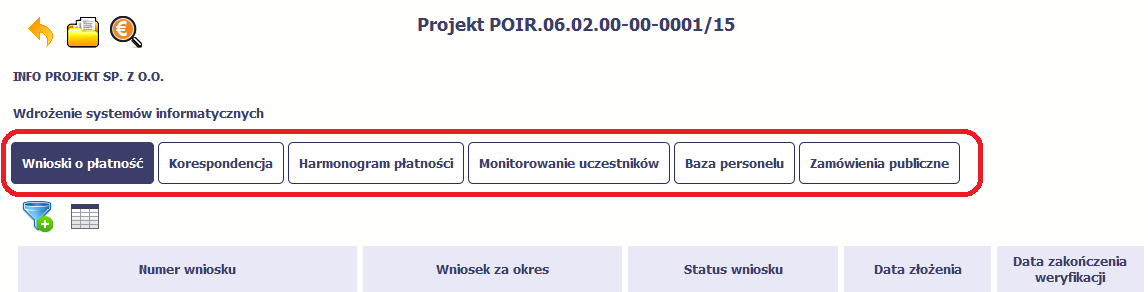 Projekt POIR.06.02.00-00-0001/15
INFO PROJEKT SP. Z O.O.
Wdrożenie systemów informatycznych
Wnioski o płatność Korespondencja Harmonogram płatności Monitorowanie uczestników Baza personelu Zamówienia publiczne
Numer wniosku Wniosek za okres Status wniosku Data złożenia Data zakończenia
weryfikacji